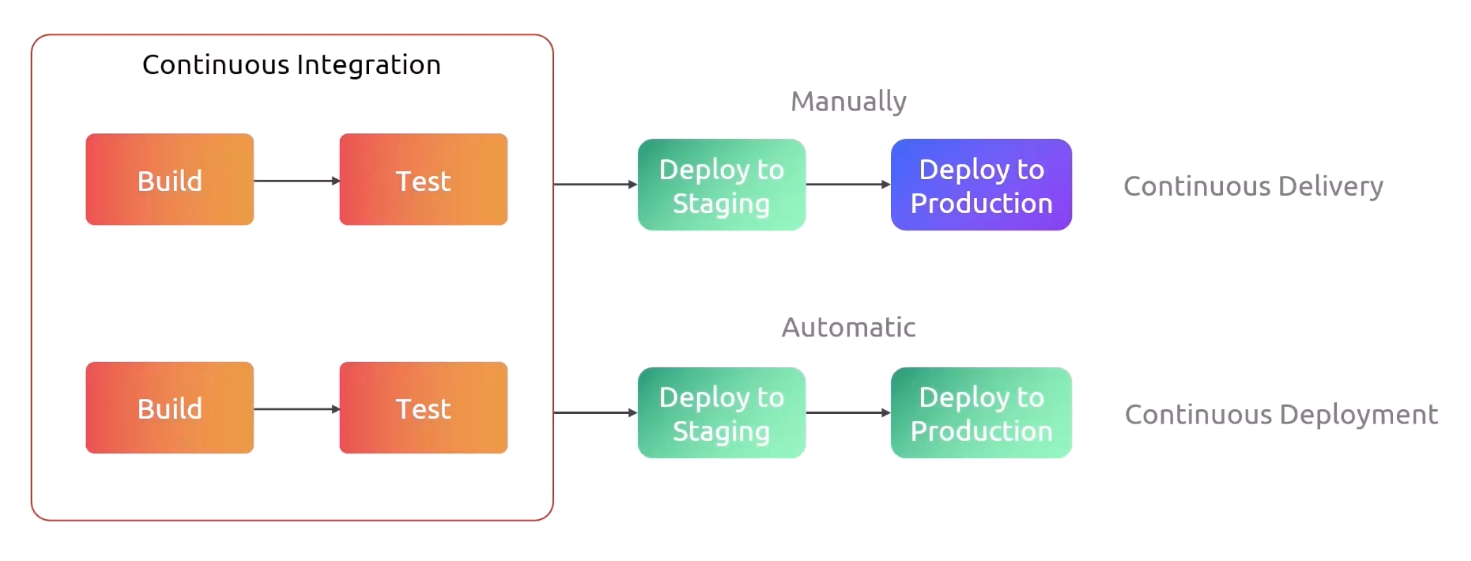 Continuous Integration
Manually
Build
Test
Deploy to
Staging
Deploy to
Production
Continuous Delivery
Automatic
Build
Test
Deploy to
Staging
Deploy to
Production
Continuous Deployment